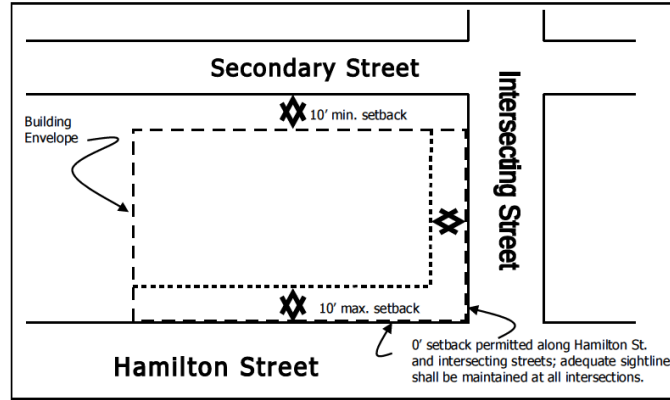 Secondary Street
Intersecting Street
10' min. setback
Building
Envelope
10' max. setback
0' setback permitted along Hamilton St.
and intersecting streets; adequate sightline
shall be maintained at all intersections.
Hamilton Street